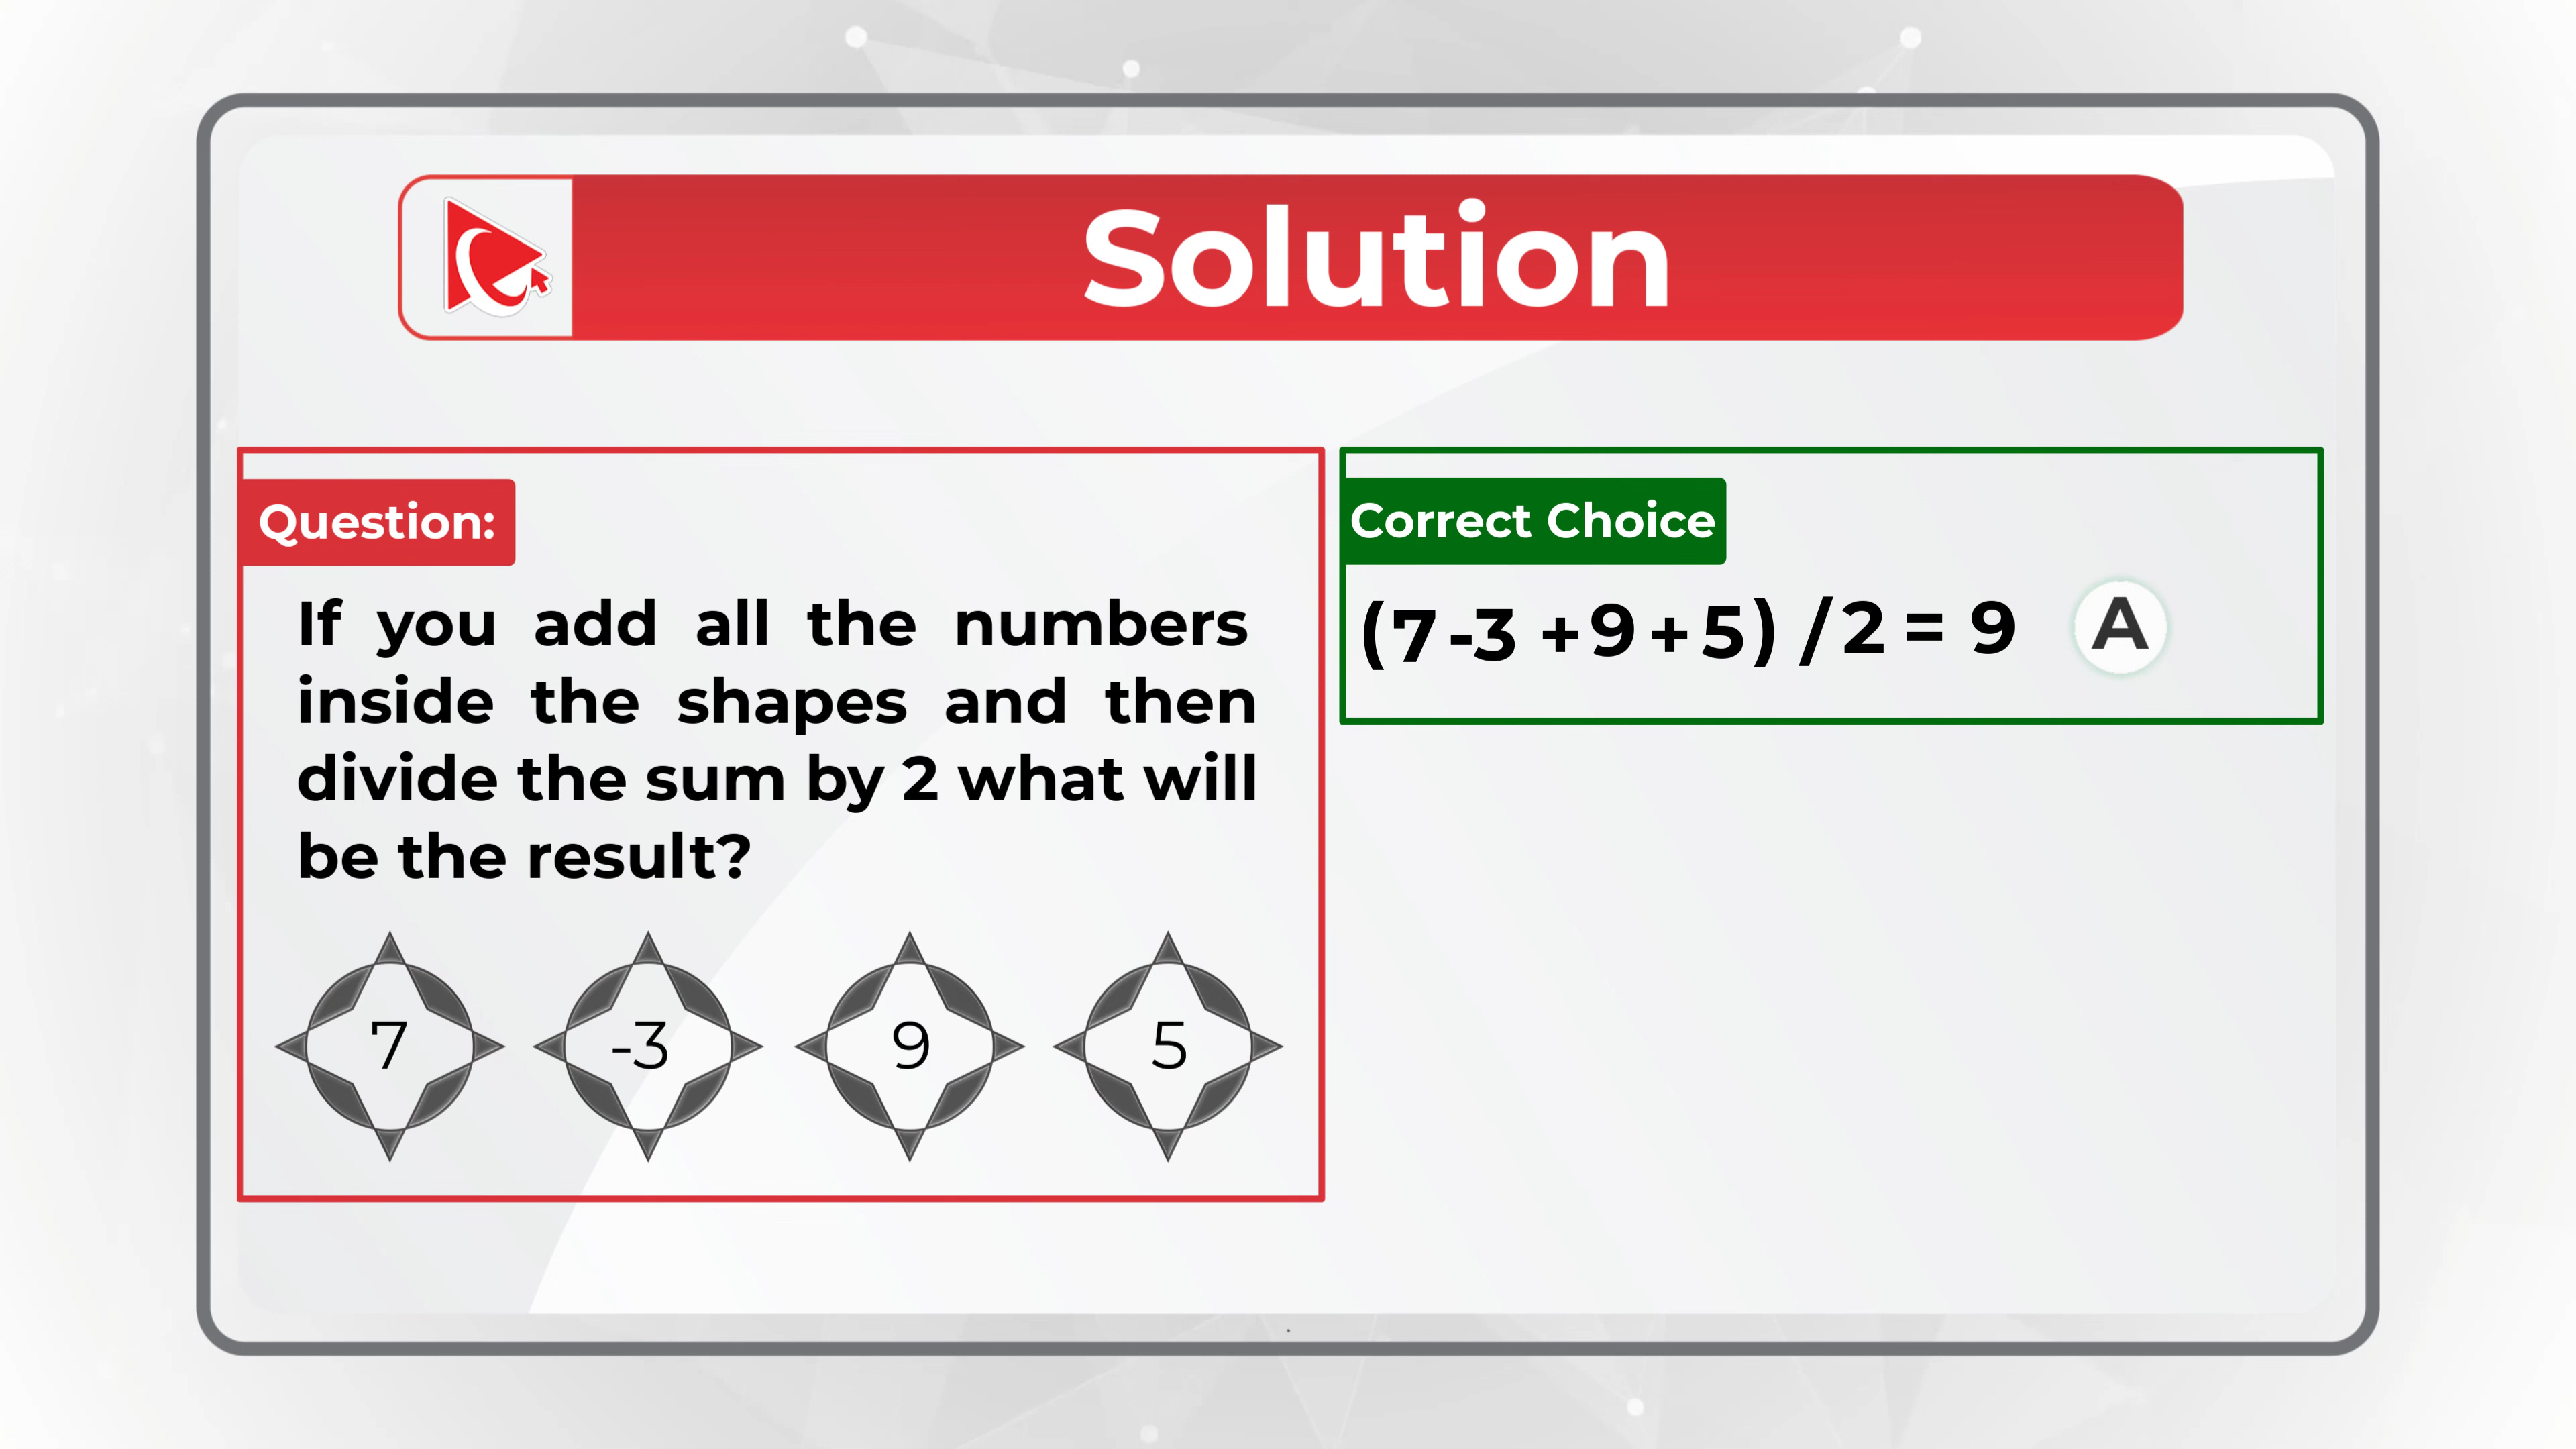 Solution
Question:
If you add all the numbers
inside the shapes and then
divide the sum by 2 what will
be the result?
7 -3 9 5
Correct Choice
(7 -3 +9+5) /2 = 9 A